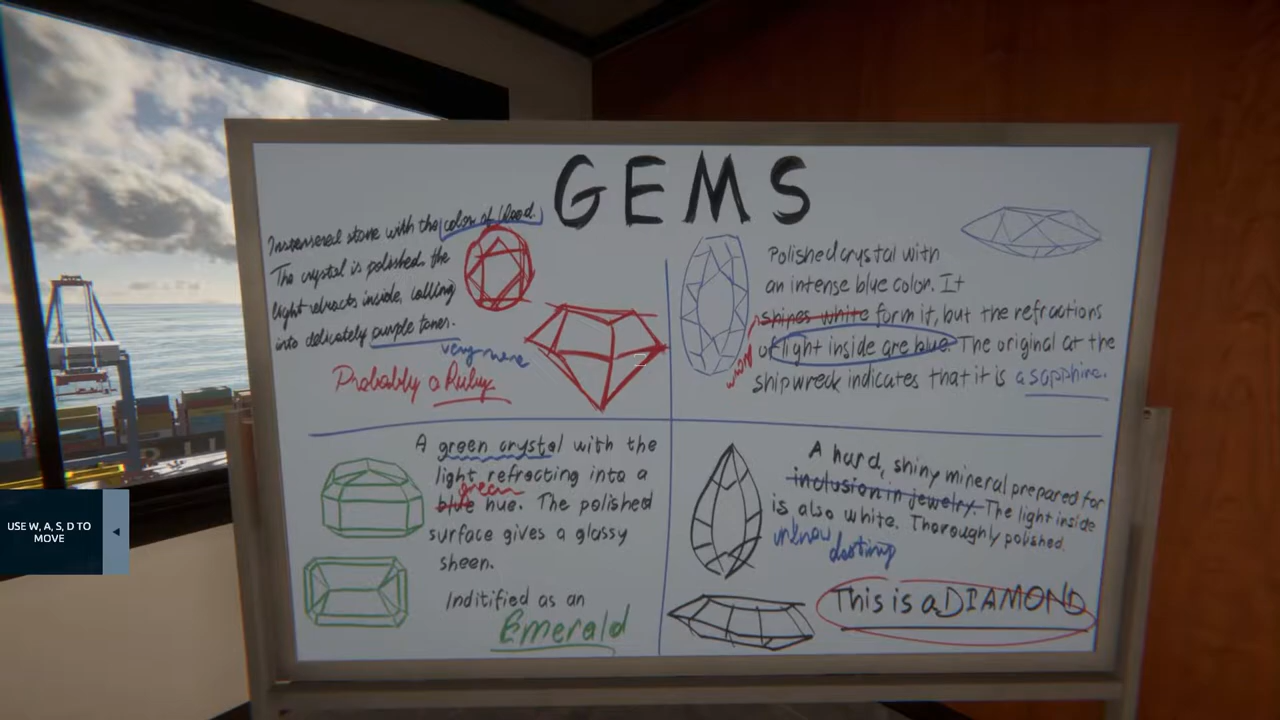 GEMS
stone with the color of blood.
The crystal is polished, the
light refracts inside, falling
into delicately purple tones.
very rare
Probably a Ruby
Polished crystal with
an intense blue color. It
shines white form it, but the refractions
of light inside are blue. The original at the
shipwreck indicates that it is a sapphire.
A green crystal with the
light refracting into a
green
blue hue. The polished
surface gives a glassy
sheen.
Inditified as an
Emerald
A hard, shiny mineral prepared for
inclusion in jewelry. The light inside
is also white. Thoroughly polished.
unknow
This is a DIAMOND
USE W, A, S, D TO
MOVE